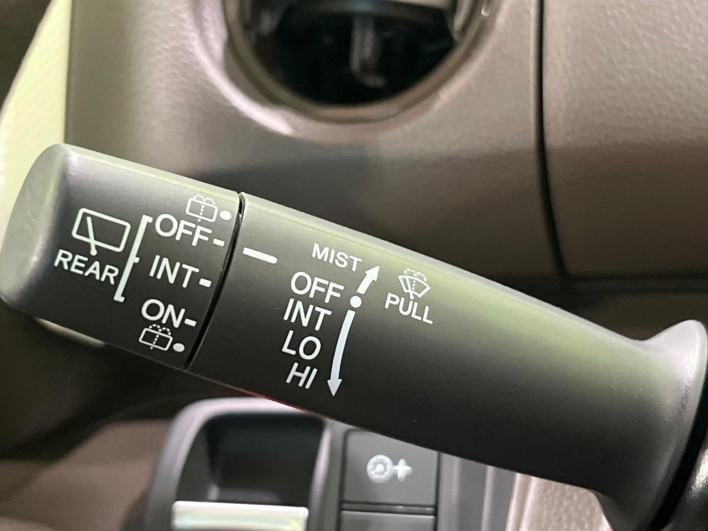 REAR
OFF
INT
ON
MIST
OFF
INT
LO
HI
PULL